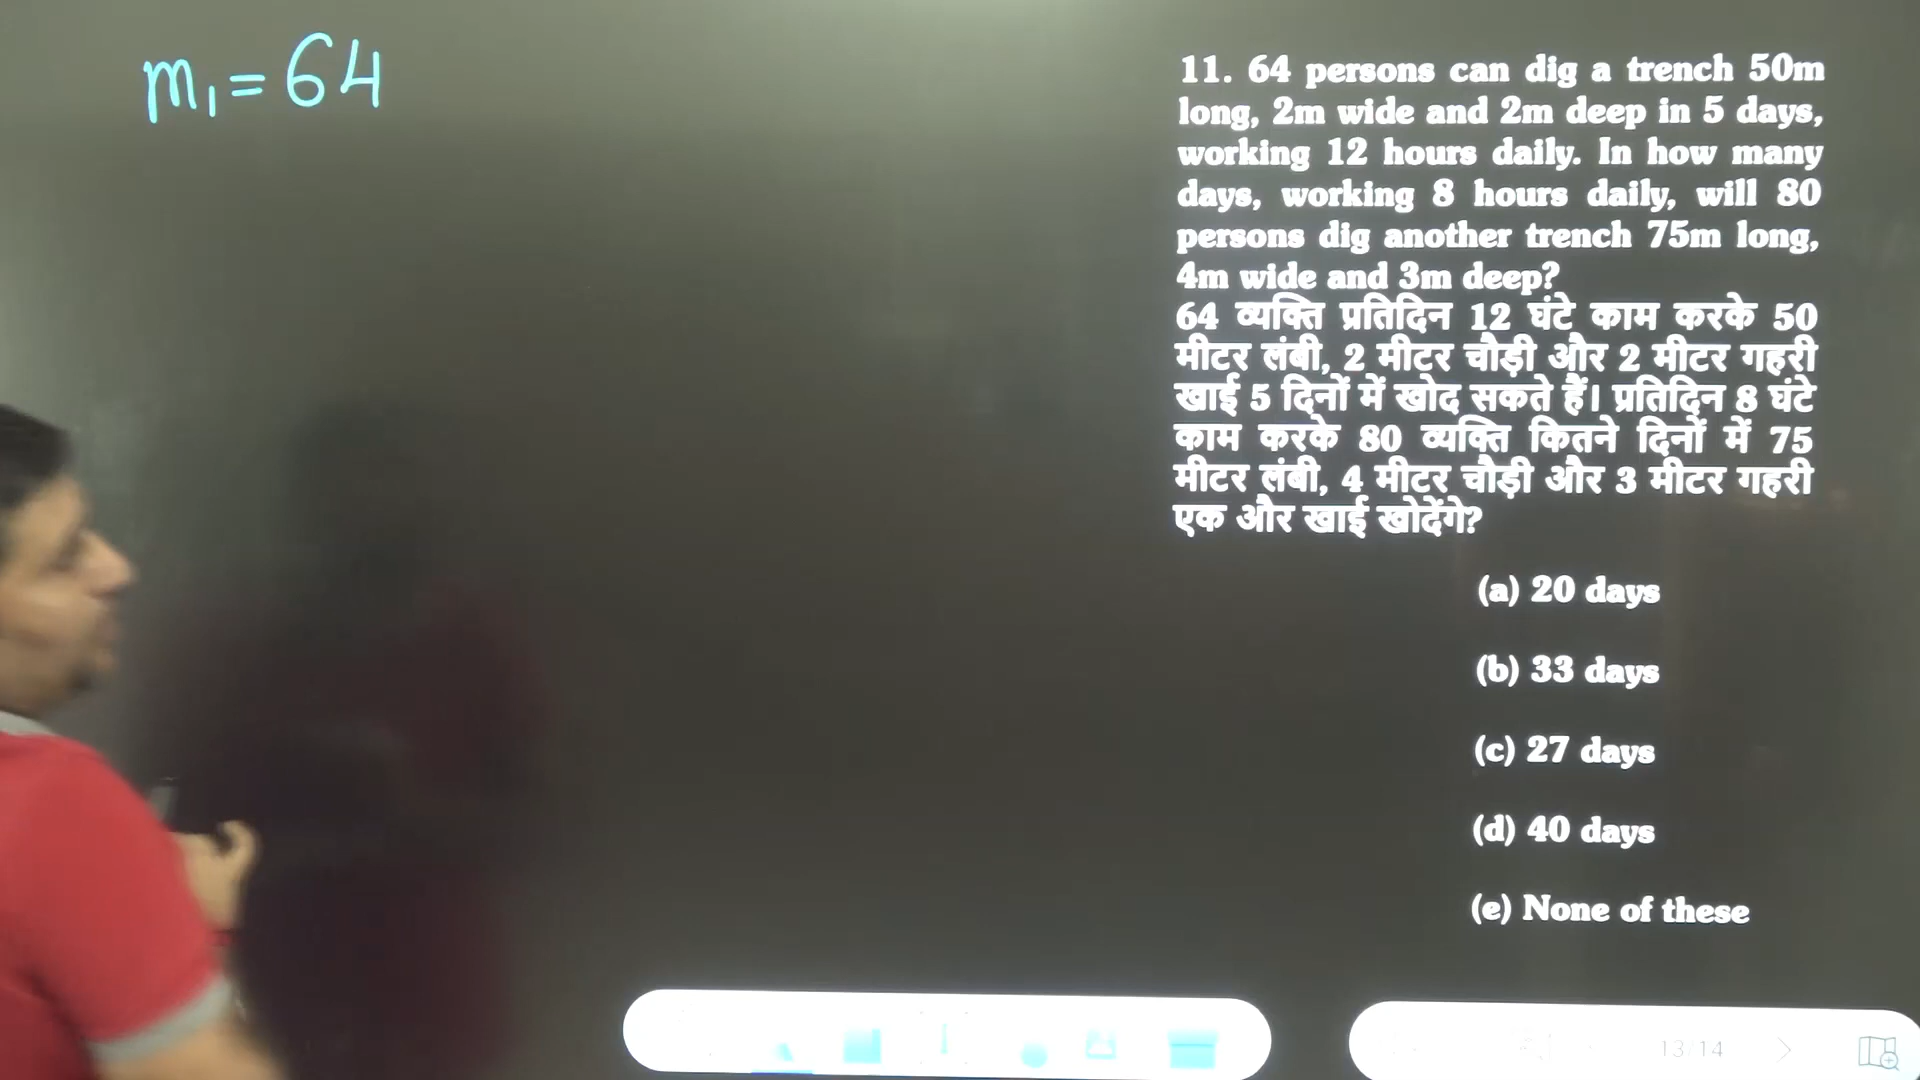 m₁ = 64
11. 64 persons can dig a trench 50m
long, 2m wide and 2m deep in 5 days,
working 12 hours daily. In how many
days, working 8 hours daily, will 80
persons dig another trench 75m long,
4m wide and 3m deep?
64 व्यक्ति प्रतिदिन 12 घंटे काम करके 50
मीटर लंबी, 2 मीटर चौड़ी और 2 मीटर गहरी
खाई 5 दिनों में खोद सकते हैं। प्रतिदिन 8 घंटे
काम करके 80 व्यक्ति कितने दिनों में 75
मीटर लंबी, 4 मीटर चौड़ी और 3 मीटर गहरी
एक और खाई खोदेंगे?
(a) 20 days
(b) 33 days
(c) 27 days
(d) 40 days
(e) None of these
13/14